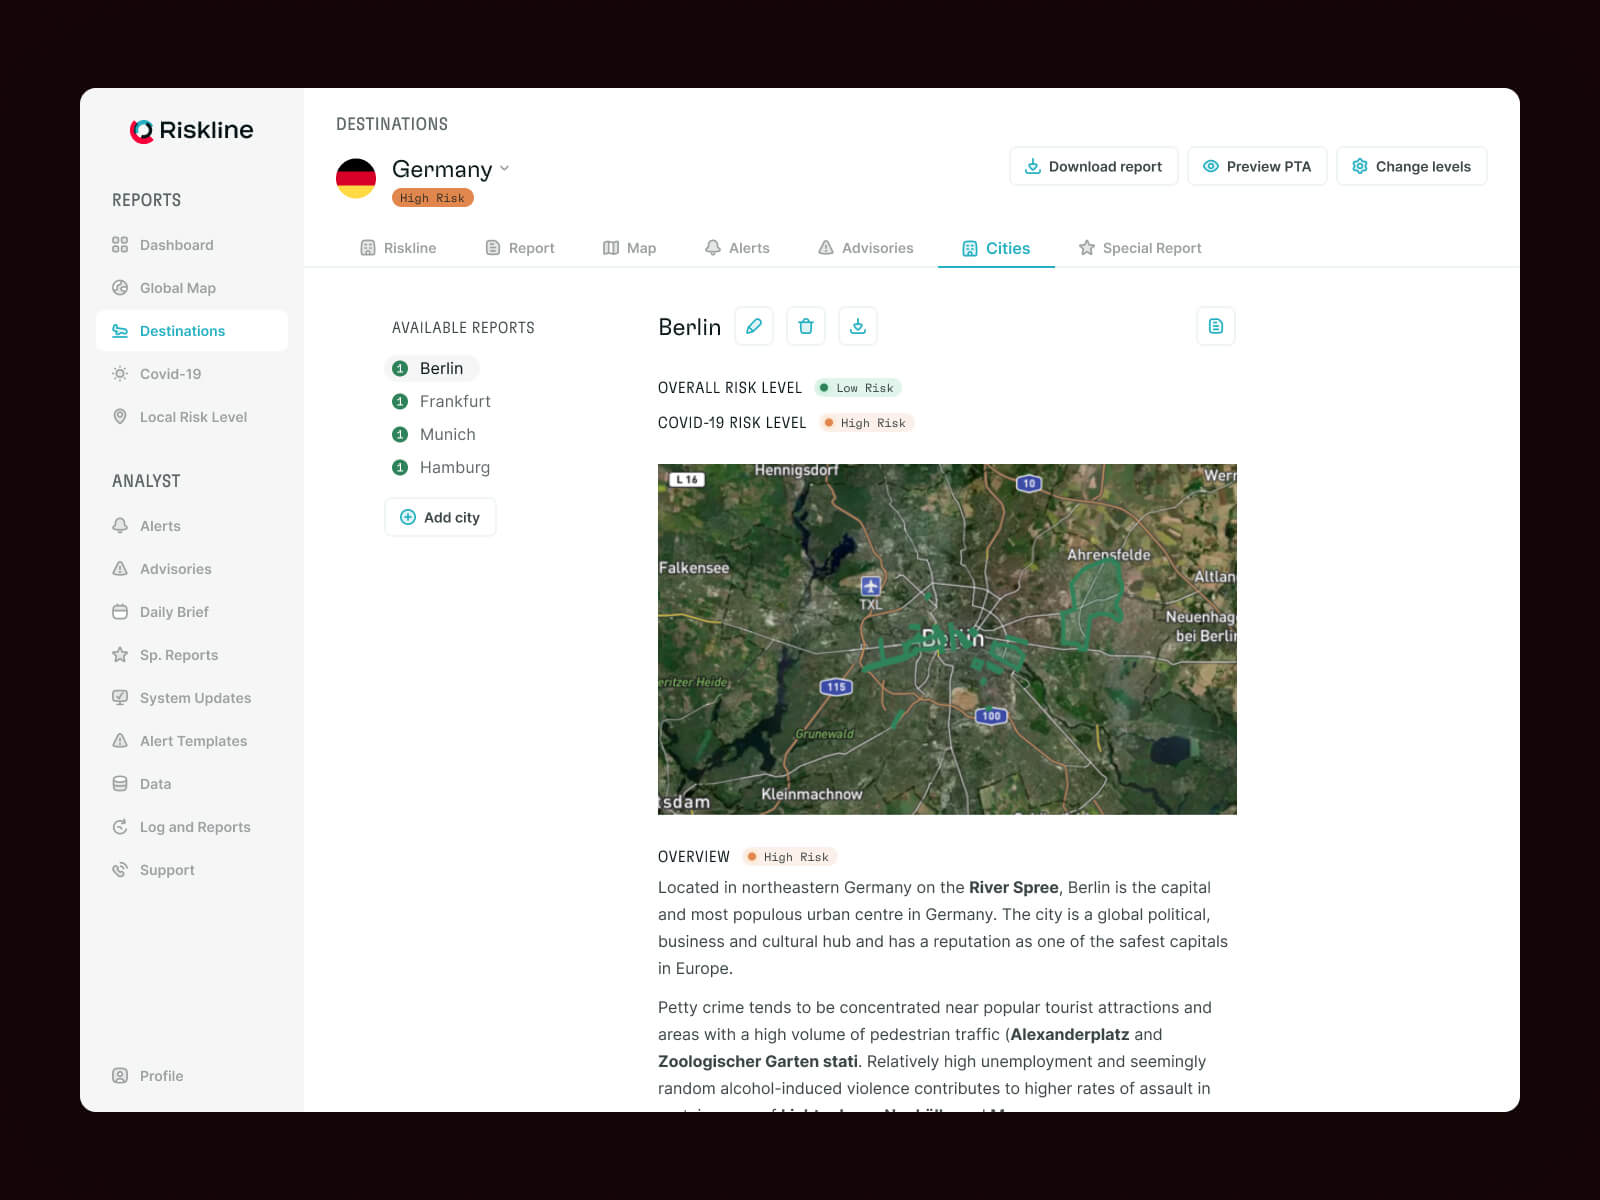 Riskline
REPORTS
Dashboard
Global Map
Destinations
Covid-19
Local Risk Level
ANALYST
Alerts
Advisories
Daily Brief
Sp. Reports
System Updates
Alert Templates
Data
Log and Reports
Support
Profile
DESTINATIONS
Germany
High Risk
Download report
Preview PTA
Change levels
Riskline
Report
Map
Alerts
Advisories
Cities
Special Report
AVAILABLE REPORTS
1 Berlin
1 Frankfurt
1 Munich
1 Hamburg
Add city
Berlin
OVERALL RISK LEVEL Low Risk
COVID-19 RISK LEVEL High Risk
L 16
Hennigsdorf
10
Wern
Falkensee
Ahrensfelde
TXL
Altlan
Neuenhag
bei Berlin
Berlin
eritzer Heide
115
100
Grunewald
Kleinmachnow
tsdam
OVERVIEW High Risk
Located in northeastern Germany on the River Spree, Berlin is the capital
and most populous urban centre in Germany. The city is a global political,
business and cultural hub and has a reputation as one of the safest capitals
in Europe.
Petty crime tends to be concentrated near popular tourist attractions and
areas with a high volume of pedestrian traffic (Alexanderplatz and
Zoologischer Garten stati. Relatively high unemployment and seemingly
random alcohol-induced violence contributes to higher rates of assault in